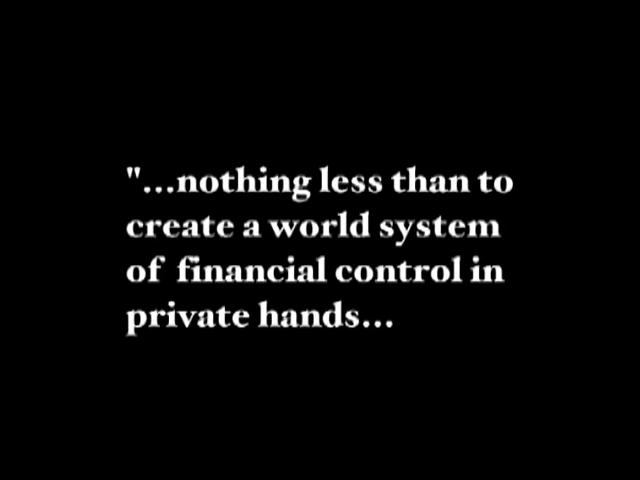 "...nothing less than to
create a world system
of financial control in
private hands...